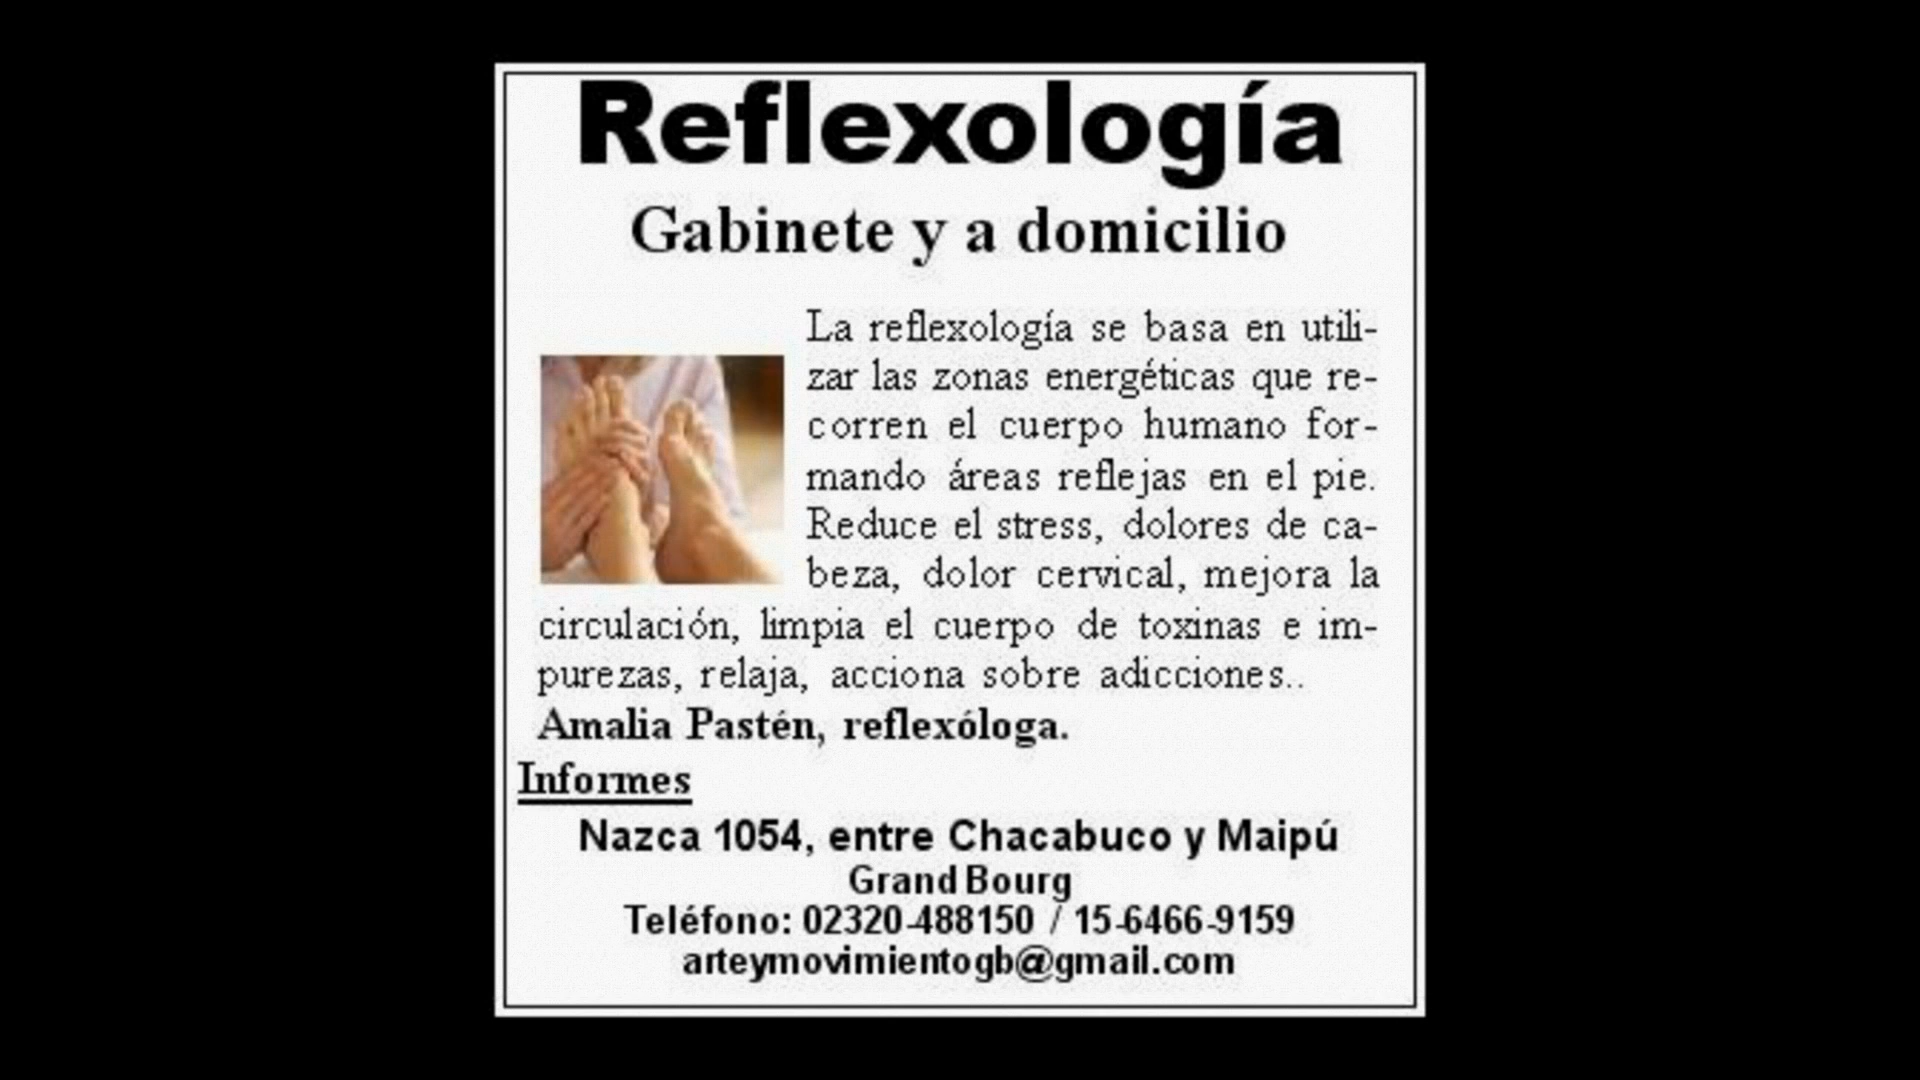 Reflexología
Gabinete y a domicilio
La reflexología se basa en utili-
zar las zonas energéticas que re-
corren el cuerpo humano for-
mando áreas reflejas en el pie.
Reduce el stress, dolores de ca-
beza, dolor cervical, mejora la
circulación, limpia el cuerpo de toxinas e im-
purezas, relaja, acciona sobre adicciones..
Amalia Pastén, reflexóloga.
Informes
Nazca 1054, entre Chacabuco y Maipú
Grand Bourg
Teléfono: 02320-488150 / 15-6466-9159
arteymovimientogb@gmail.com